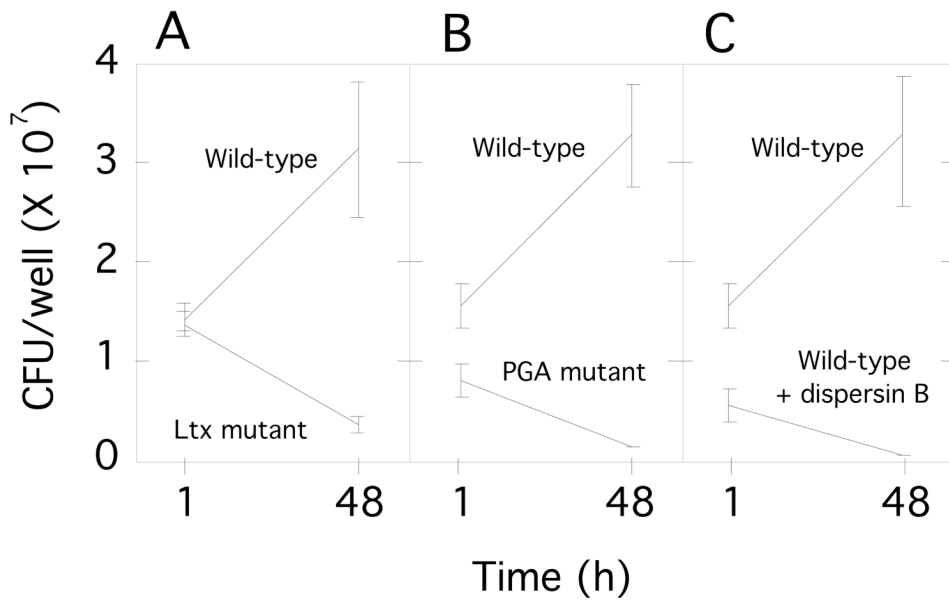 A
B
C
CFU/well (X 10⁷)
4
3
2
1
0
Wild-type
Ltx mutant
Wild-type
PGA mutant
Wild-type
Wild-type
+ dispersin B
1 48 1 48 1 48
Time (h)